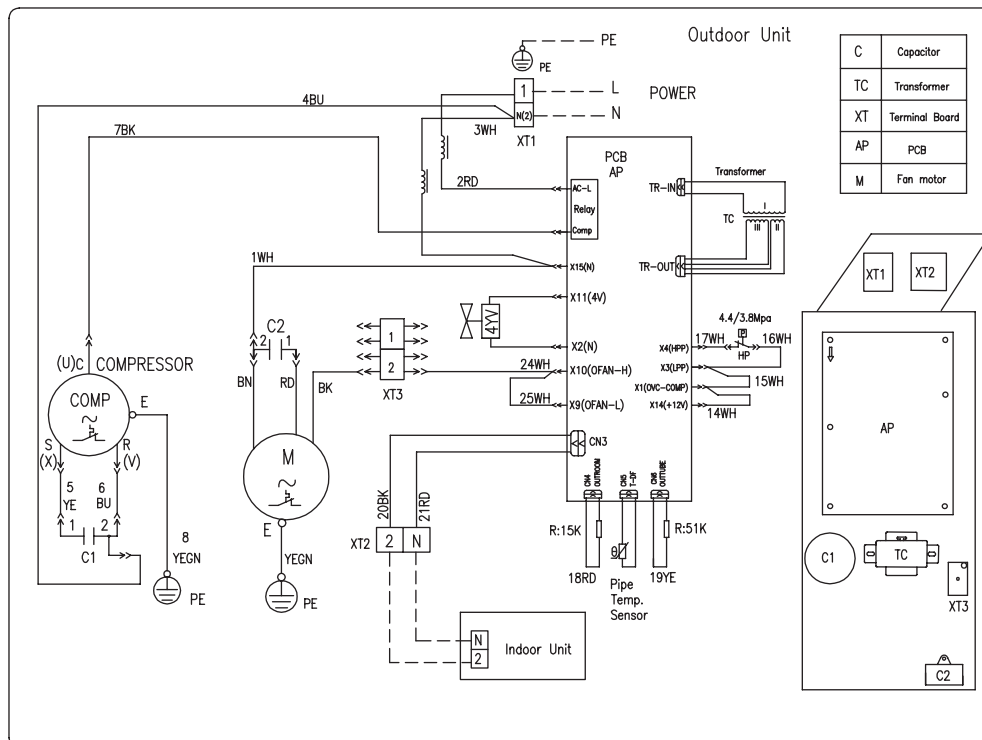 Outdoor Unit
PE
PE
1
L
POWER
N(2)
N
XT1
4BU
3WH
7BK
2RD
C Capacitor
TC Transformer
XT Terminal Board
AP PCB
M Fan motor
PCB
AP
AC-L
Relay
Comp
X15(N)
X11(4V)
X2(N)
X10(OFAN-H)
X9(OFAN-L)
CN3
TR-IN
TR-OUT
Transformer
TC
I
III
II
X4(HPP)
X3(LPP)
X1(OVC-COMP)
X14(+12V)
4.4/3.8Mpa
P
HP
17WH
16WH
15WH
14WH
1WH
C2
2
1
BN
RD
BK
1
2
XT3
4YV
24WH
25WH
(U)C COMPRESSOR
COMP
E
S
(X)
R
(V)
5
YE
6
BU
1
2
C1
8
YEGN
PE
M
E
YEGN
PE
20BK
21RD
XT2
2
N
N
2
Indoor Unit
CN4
OUTROOM
CN5
T-DF
CN6
OUTTUBE
R:15K
R:51K
θ
18RD
19YE
Pipe
Temp.
Sensor
XT1
XT2
AP
C1
TC
XT3
C2